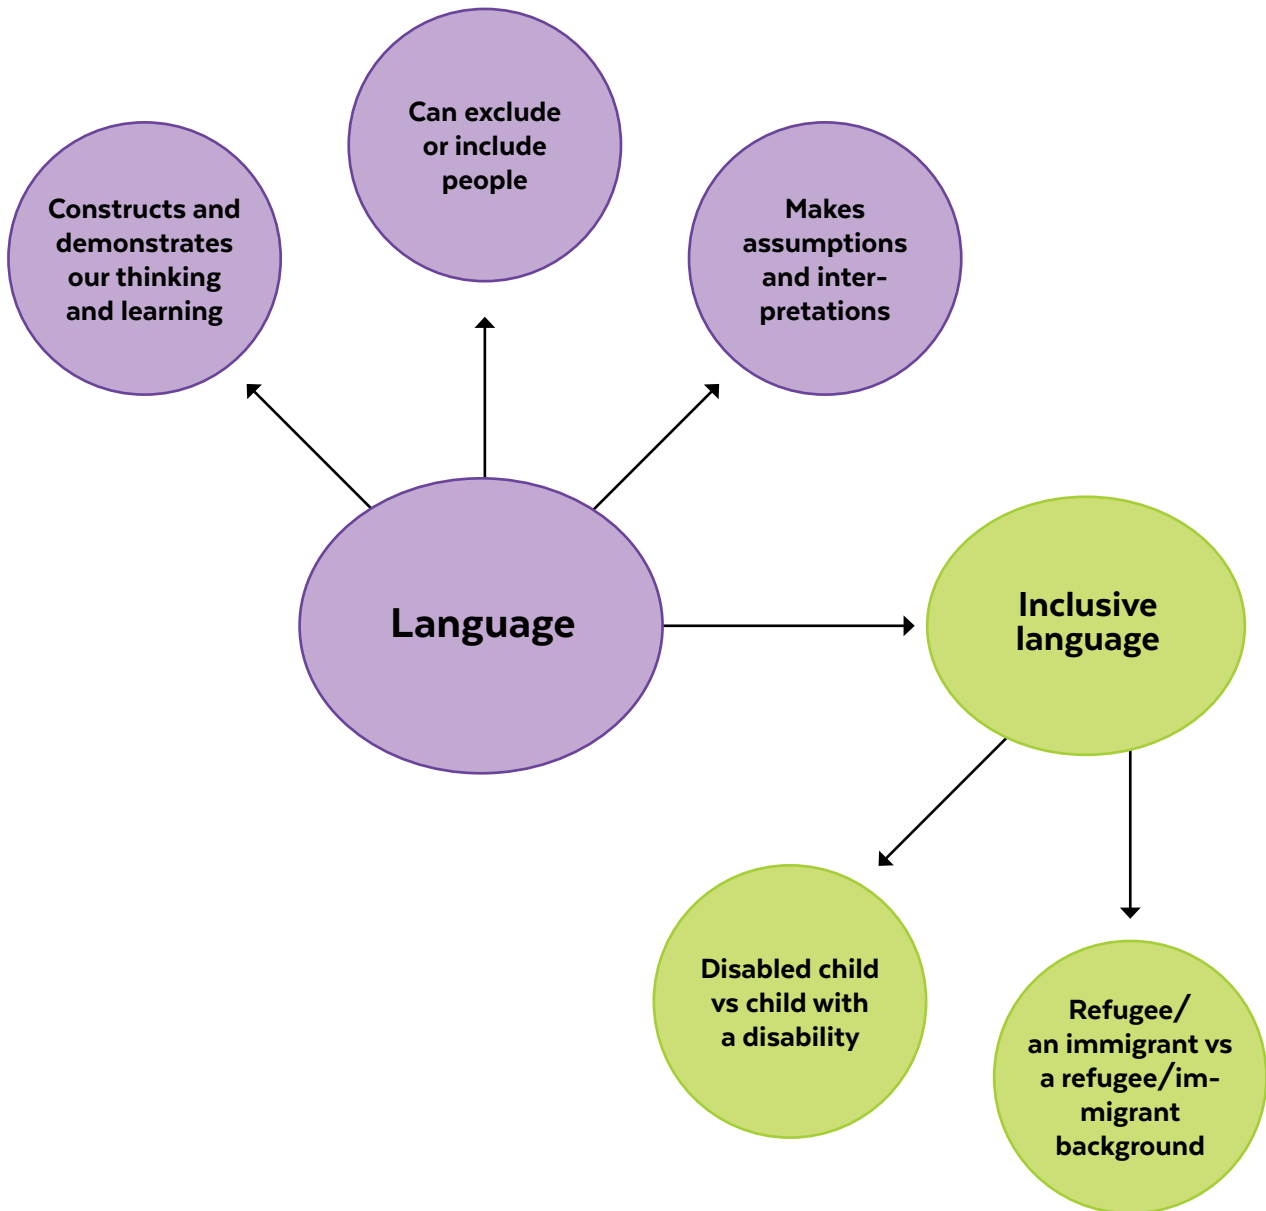 Can exclude
or include
people
Constructs and
demonstrates
our thinking
and learning
Makes
assumptions
and inter-
pretations
Language
Inclusive
language
Disabled child
vs child with
a disability
Refugee/
an immigrant vs
a refugee/im-
migrant
background